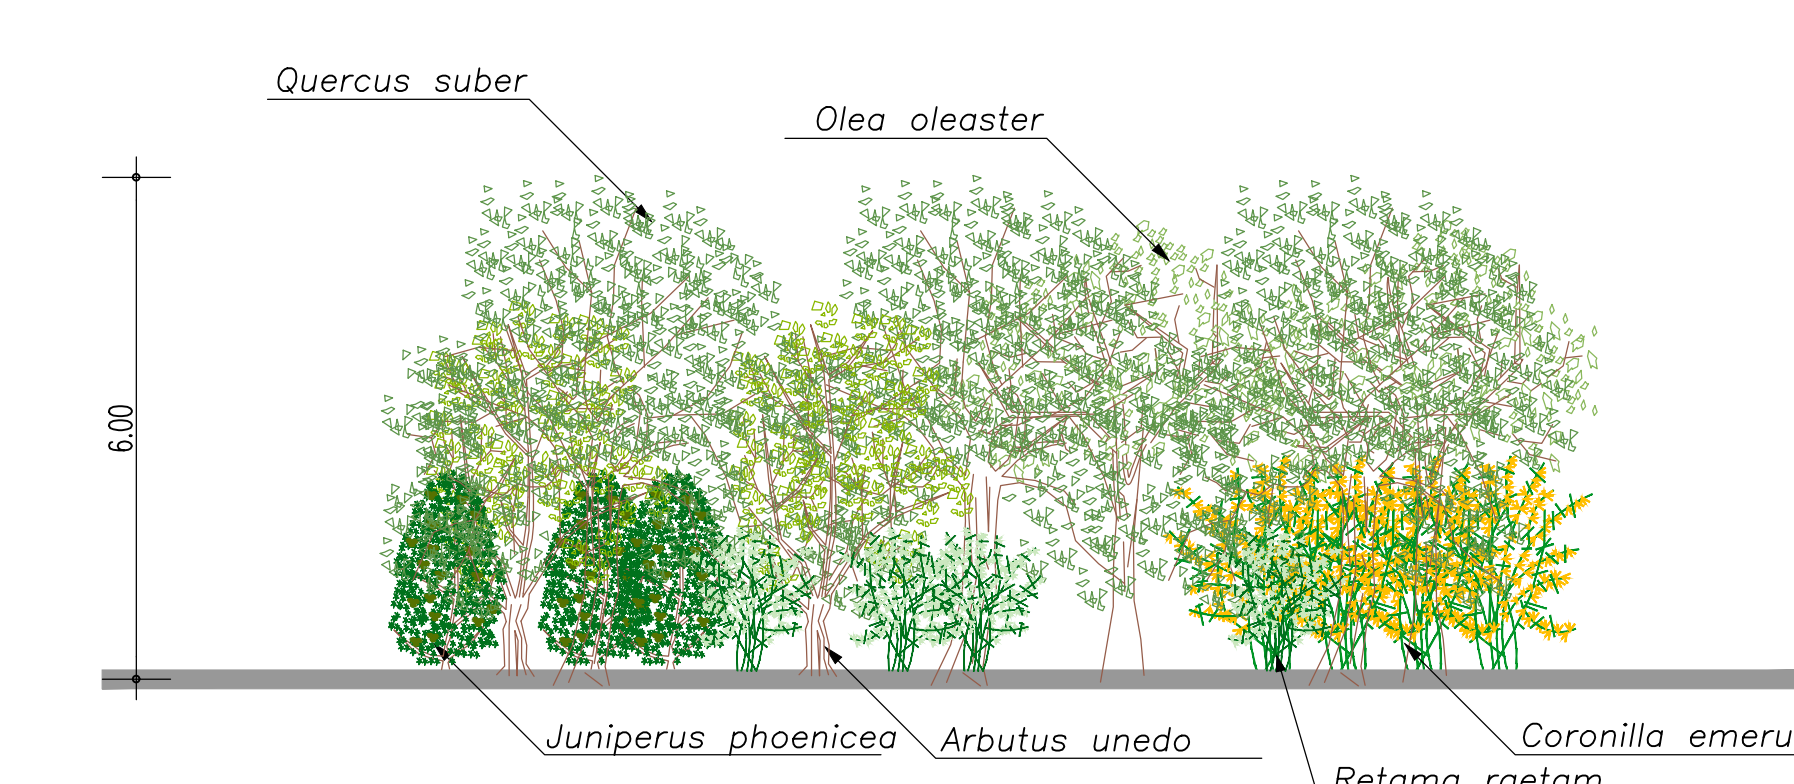 Quercus suber
Olea oleaster
6.00
Juniperus phoenicea
Arbutus unedo
Coronilla emeru
Retama raetam